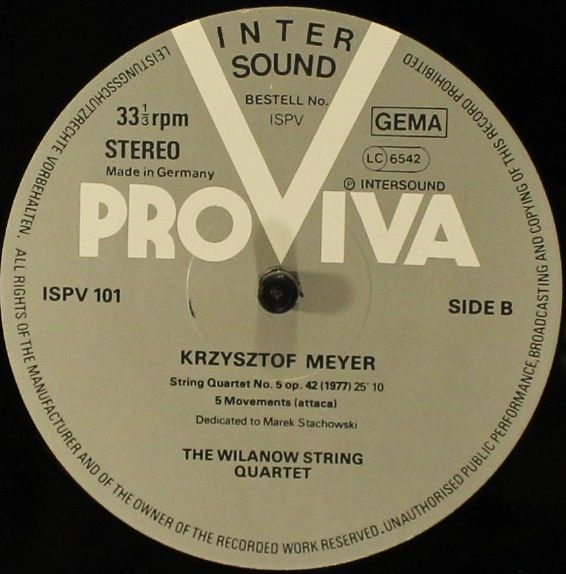 INTER
SOUND
BESTELL No.
ISPV
33 1/3 rpm
STEREO
Made in Germany
GEMA
LC 6542
Ⓟ INTERSOUND
PROVIVA
ISPV 101
SIDE B
KRZYSZTOF MEYER
String Quartet No. 5 op. 42 (1977) 25' 10
5 Movements (attaca)
Dedicated to Marek Stachowski
THE WILANOW STRING
QUARTET
LEISTUNGSSCHUTZRECHTE VORBEHALTEN. ALL RIGHTS OF THE MANUFACTURER AND OF THE OWNER OF THE RECORDED WORK RESERVED. UNAUTHORISED PUBLIC PERFORMANCE, BROADCASTING AND COPYING OF THIS RECORD PROHIBITED